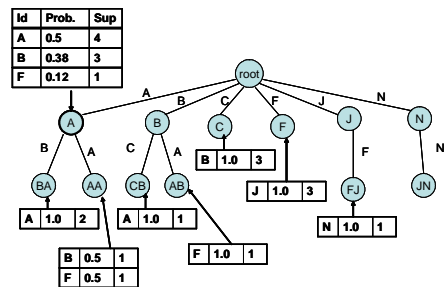 Id Prob. Sup
A 0.5 4
B 0.38 3
F 0.12 1
root
A B C F J N
A B C F J N
B A C A F N
B 1.0 3
J 1.0 3
BA AA CB AB FJ JN
A 1.0 2
A 1.0 1
N 1.0 1
B 0.5 1
F 0.5 1
F 1.0 1